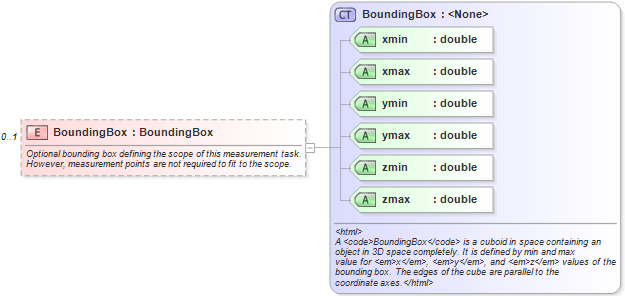 CT BoundingBox : <None>
A xmin : double
A xmax : double
A ymin : double
A ymax : double
A zmin : double
A zmax : double
0..1
E BoundingBox : BoundingBox
Optional bounding box defining the scope of this measurement task.
However, measurement points are not required to fit to the scope.
<html>
A <code>BoundingBox</code> is a cuboid in space containing an
object in 3D space completely. It is defined by min and max
value for <em>x</em>, <em>y</em>, and <em>z</em> values of the
bounding box. The edges of the cube are parallel to the
coordinate axes.</html>